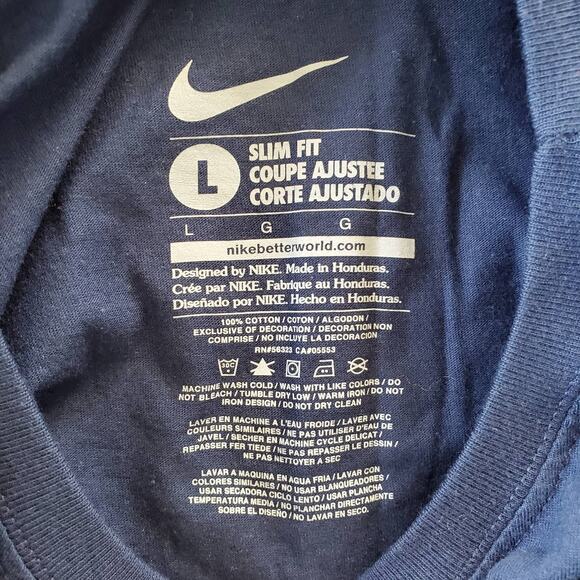 L
SLIM FIT
COUPE AJUSTEE
CORTE AJUSTADO
L G G
nikebetterworld.com
Designed by NIKE. Made in Honduras.
Crée par NIKE. Fabrique au Honduras.
Diseñado por NIKE. Hecho en Honduras.
100% COTTON / COTON / ALGODON
EXCLUSIVE OF DECORATION / DECORATION NON
COMPRISE / NO INCLUYE LA DECORACION
RN#56323 CA#05553
30C
MACHINE WASH COLD / WASH WITH LIKE COLORS / DO
NOT BLEACH / TUMBLE DRY LOW / WARM IRON / DO NOT
IRON DESIGN / DO NOT DRY CLEAN
LAVER EN MACHINE A L'EAU FROIDE / LAVER AVEC
COULEURS SIMILAIRES / NE PAS UTILISER D'EAU DE
JAVEL / SECHER EN MACHINE CYCLE DELICAT /
REPASSER FER TIEDE / NE PAS REPASSER LE DESSIN /
NE PAS NETTOYER A SEC
LAVAR A MAQUINA EN AGUA FRIA / LAVAR CON
COLORES SIMILARES / NO USAR BLANQUEADORES /
USAR SECADORA CICLO LENTO / USAR PLANCHA
TEMPERATURA MEDIA / NO PLANCHAR DIRECTAMENTE
SOBRE EL DISEÑO / NO LAVAR EN SECO.